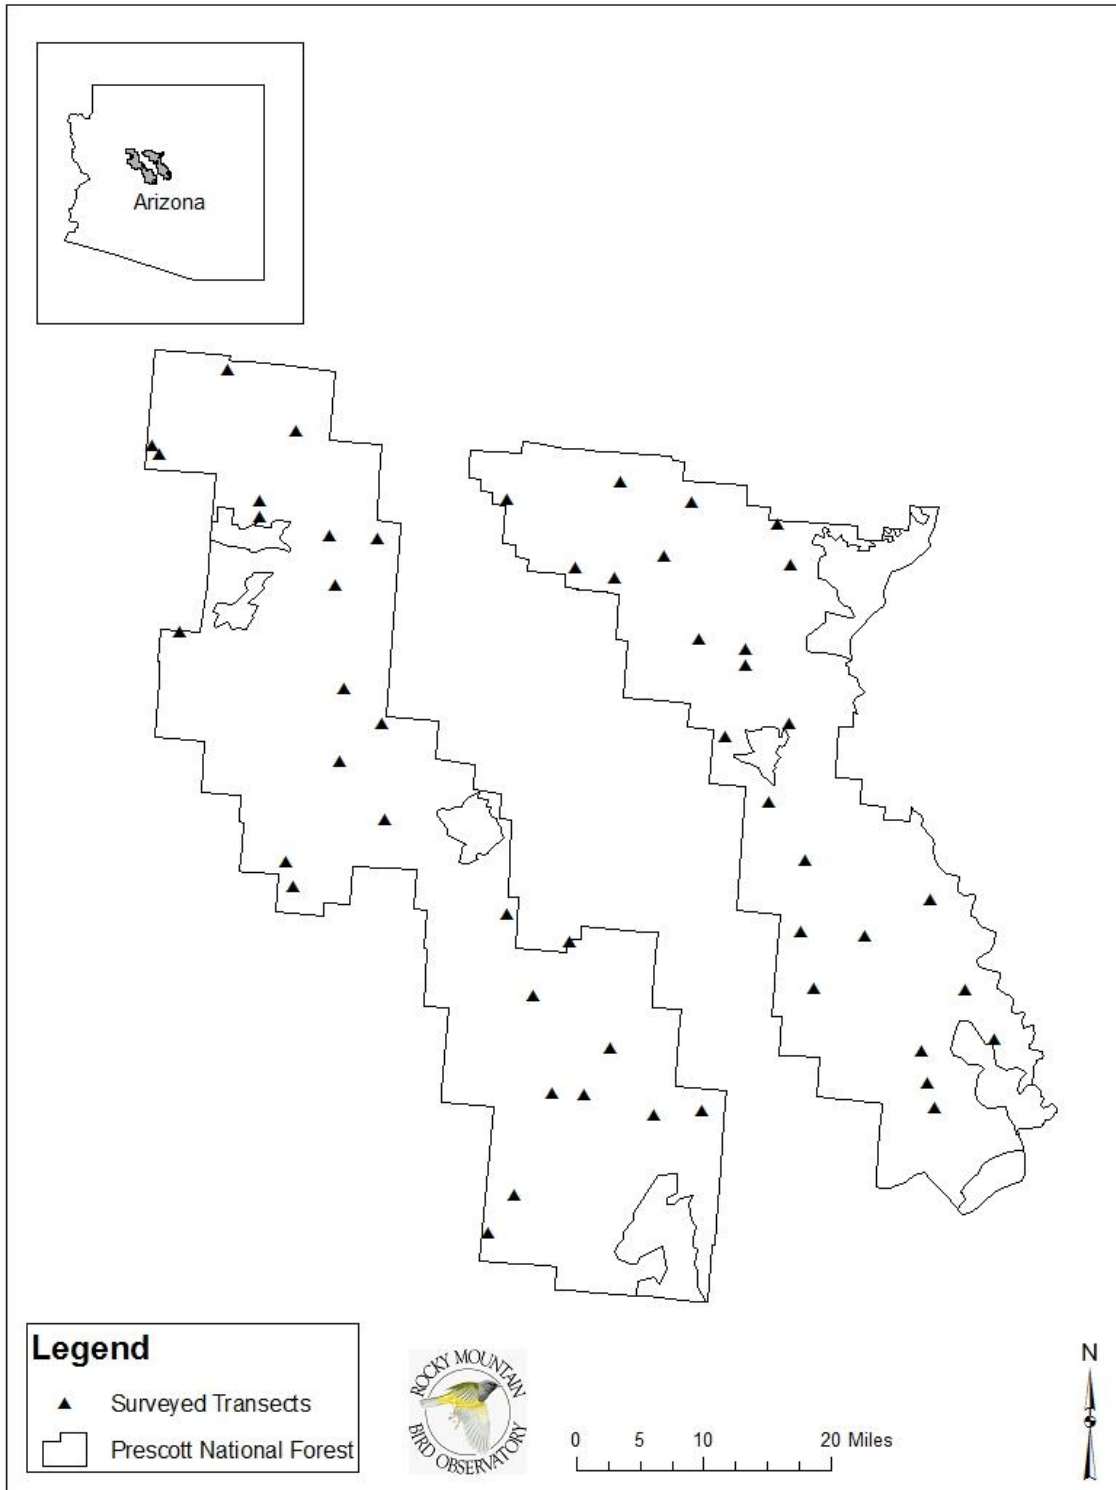 Arizona
Legend
Surveyed Transects
Prescott National Forest
ROCKY MOUNTAIN
BIRD OBSERVATORY
0 5 10 20 Miles
N